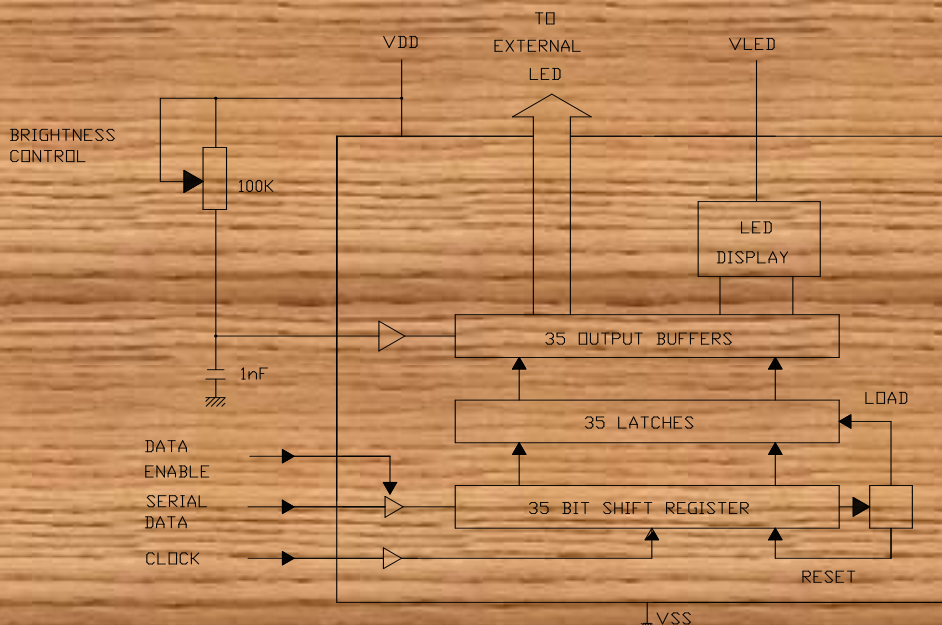 TO
EXTERNAL
LED
VDD
VLED
BRIGHTNESS
CONTROL
100K
LED
DISPLAY
35 OUTPUT BUFFERS
1nF
LOAD
35 LATCHES
DATA
ENABLE
SERIAL
DATA
35 BIT SHIFT REGISTER
CLOCK
RESET
VSS